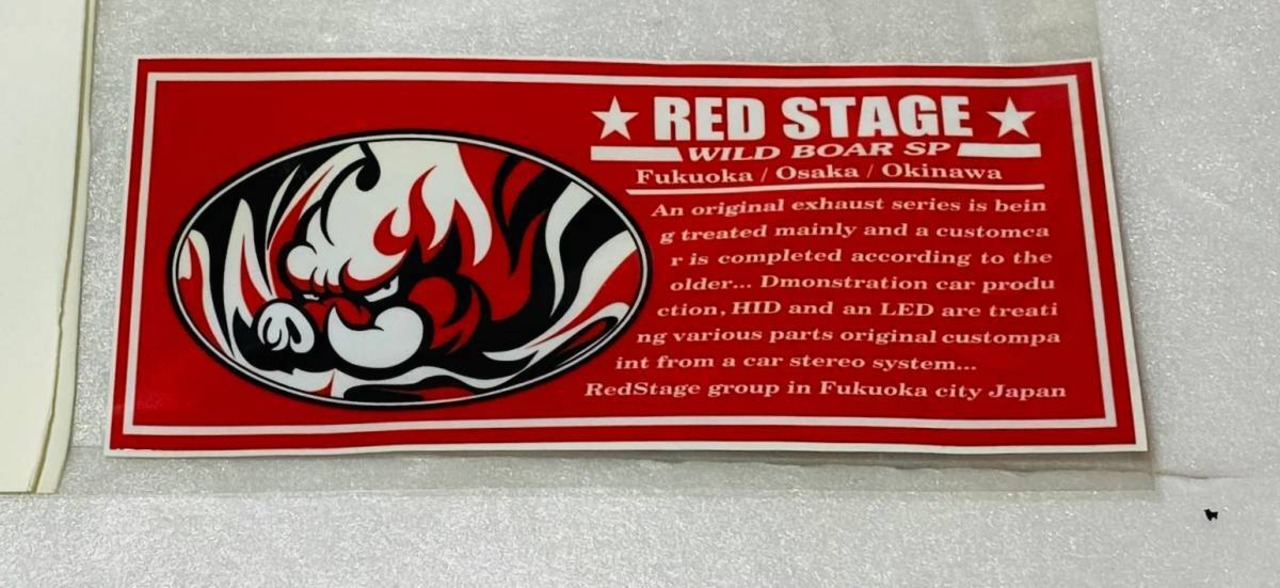 ★ RED STAGE ★
WILD BOAR SP
Fukuoka / Osaka / Okinawa
An original exhaust series is bein
g treated mainly and a customca
r is completed according to the
older... Dmonstration car produ
ction, HID and an LED are treati
ng various parts original custompa
int from a car stereo system...
RedStage group in Fukuoka city Japan